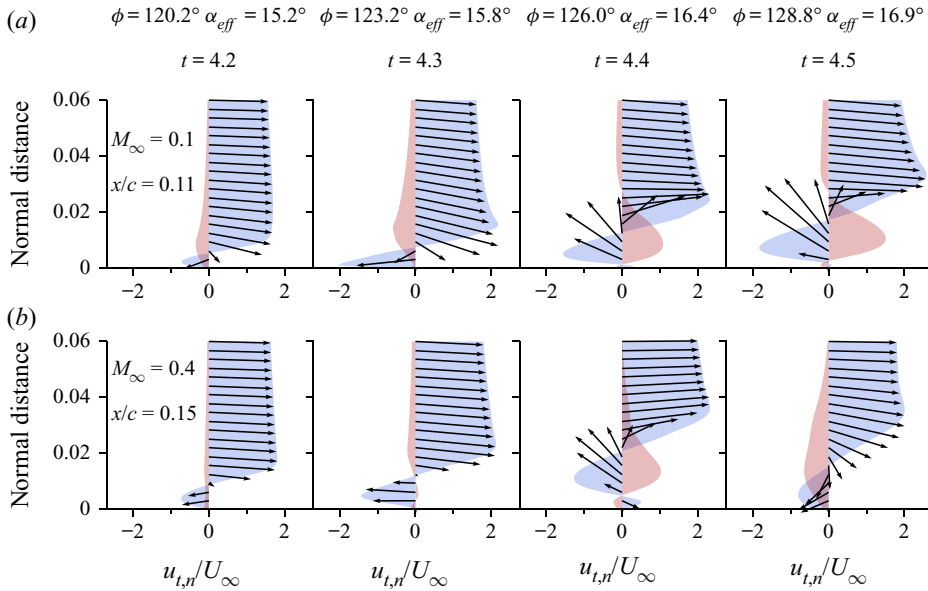 ϕ = 120.2° α_eff = 15.2° ϕ = 123.2° α_eff = 15.8° ϕ = 126.0° α_eff = 16.4° ϕ = 128.8° α_eff = 16.9°
(a)
t = 4.2 t = 4.3 t = 4.4 t = 4.5
0.06
M_∞ = 0.1
0.04
x/c = 0.11
0.02
0
Normal distance
−2 0 2 −2 0 2 −2 0 2 −2 0 2
(b)
0.06
M_∞ = 0.4
0.04
x/c = 0.15
0.02
0
Normal distance
−2 0 2 −2 0 2 −2 0 2 −2 0 2
u_t,n/U_∞ u_t,n/U_∞ u_t,n/U_∞ u_t,n/U_∞